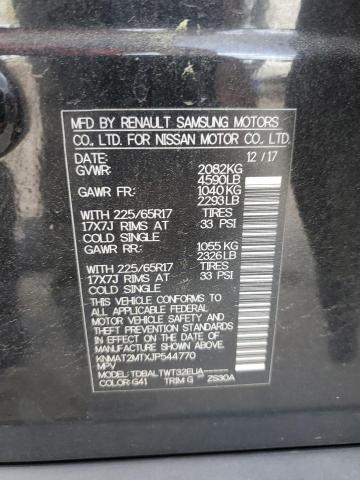 MFD BY RENAULT SAMSUNG MOTORS
CO., LTD. FOR NISSAN MOTOR CO., LTD.
DATE: 12 / 17
GVWR: 2082KG
4590LB
GAWR FR: 1040 KG
2293LB
WITH 225/65R17 TIRES
17X7J RIMS AT 33 PSI
COLD SINGLE
GAWR RR: 1055 KG
2326LB
WITH 225/65R17 TIRES
17X7J RIMS AT 33 PSI
COLD SINGLE
THIS VEHICLE CONFORMS TO
ALL APPLICABLE FEDERAL
MOTOR VEHICLE SAFETY AND
THEFT PREVENTION STANDARDS
IN EFFECT ON THE DATE OF
MANUFACTURE SHOWN ABOVE.
KNMAT2MTXJP544770
MPV
MODEL: TDBALTWT32EUA-----
COLOR: G41 TRIM G ZS30A